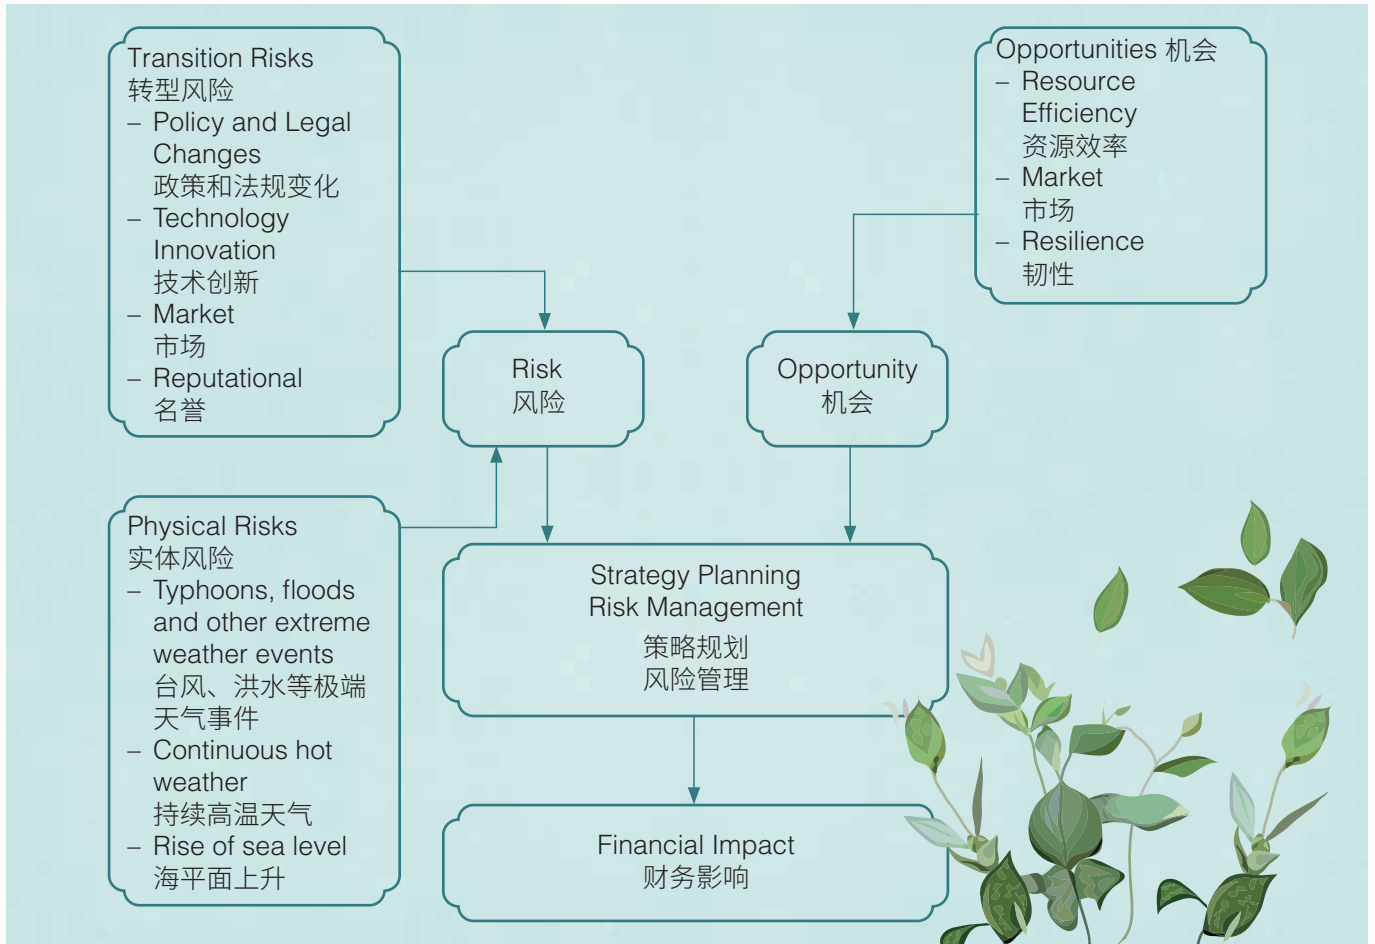 Transition Risks
转型风险
– Policy and Legal
Changes
政策和法规变化
– Technology
Innovation
技术创新
– Market
市场
– Reputational
名誉
Opportunities 机会
– Resource
Efficiency
资源效率
– Market
市场
– Resilience
韧性
Risk
风险
Opportunity
机会
Physical Risks
实体风险
– Typhoons, floods
and other extreme
weather events
台风、洪水等极端
天气事件
– Continuous hot
weather
持续高温天气
– Rise of sea level
海平面上升
Strategy Planning
Risk Management
策略规划
风险管理
Financial Impact
财务影响